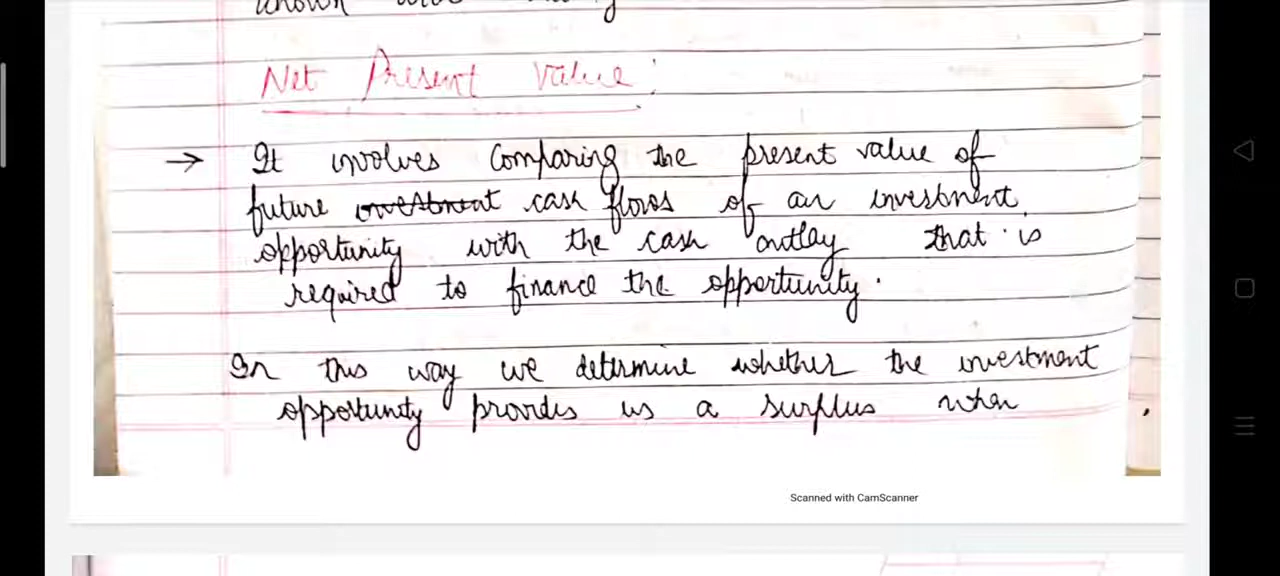 Net Present Value:
→ It involves comparing the present value of
future investment cash flows of an investment
opportunity with the cash outlay that is
required to finance the opportunity.
In this way we determine whether the investment
opportunity provides us a surplus when
Scanned with CamScanner